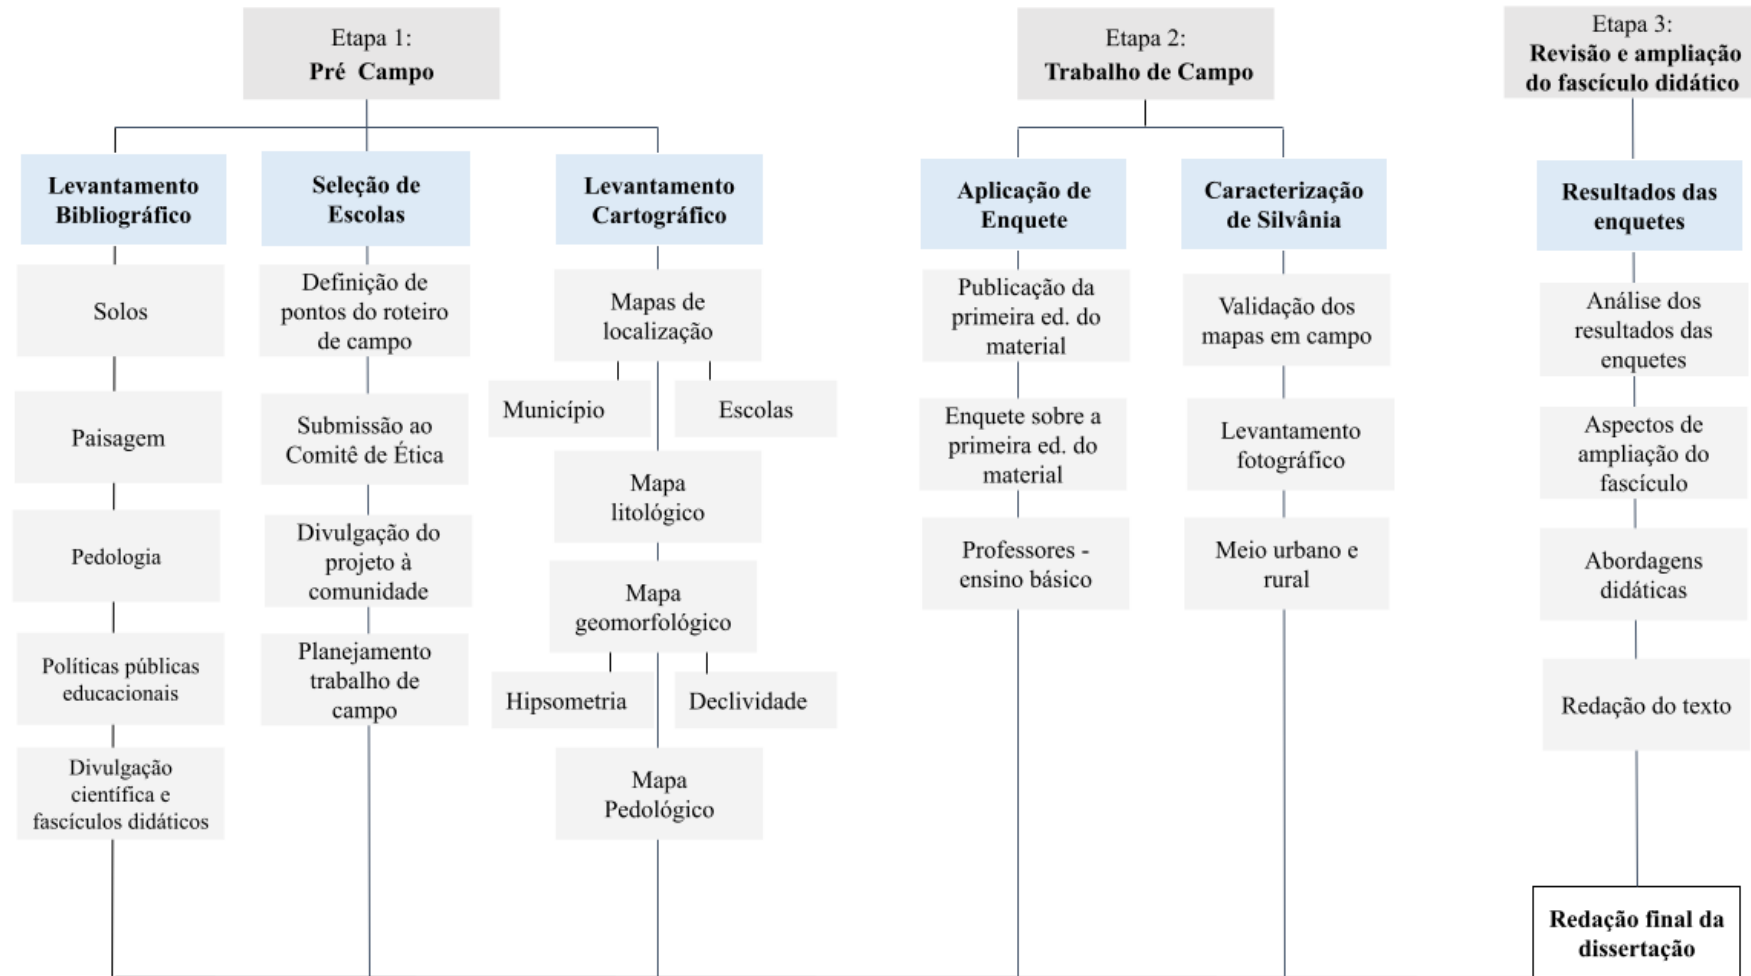 Etapa 1:
Pré Campo
Levantamento
Bibliográfico
Solos
Paisagem
Pedologia
Políticas públicas
educacionais
Divulgação
científica e
fascículos didáticos
Seleção de
Escolas
Definição de
pontos do roteiro
de campo
Submissão ao
Comitê de Ética
Divulgação do
projeto à
comunidade
Planejamento
trabalho de
campo
Levantamento
Cartográfico
Mapas de
localização
Município
Escolas
Mapa
litológico
Mapa
geomorfológico
Hipsometria
Declividade
Mapa
Pedológico
Etapa 2:
Trabalho de Campo
Aplicação de
Enquete
Publicação da
primeira ed. do
material
Enquete sobre a
primeira ed. do
material
Professores -
ensino básico
Caracterização
de Silvânia
Validação dos
mapas em campo
Levantamento
fotográfico
Meio urbano e
rural
Etapa 3:
Revisão e ampliação
do fascículo didático
Resultados das
enquetes
Análise dos
resultados das
enquetes
Aspectos de
ampliação do
fascículo
Abordagens
didáticas
Redação do texto
Redação final da
dissertação